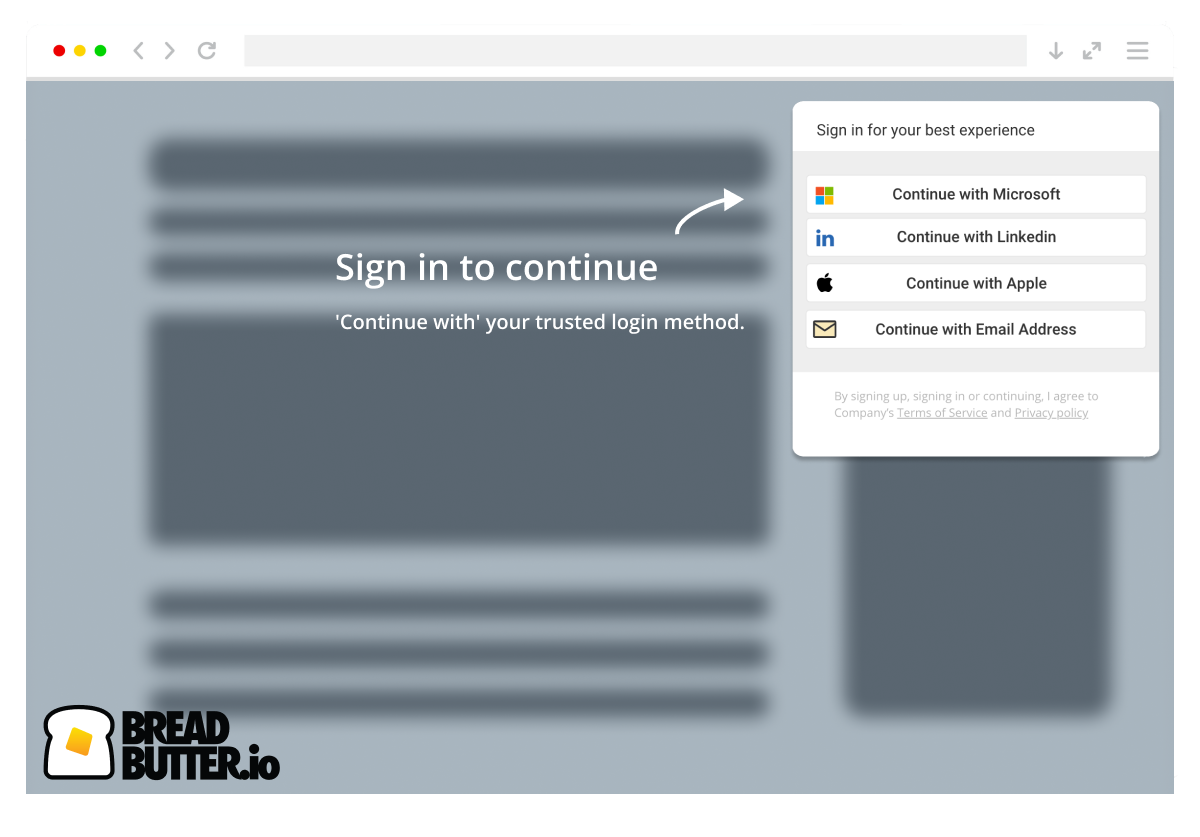 Sign in for your best experience
Continue with Microsoft
in Continue with Linkedin
Continue with Apple
Continue with Email Address
By signing up, signing in or continuing, I agree to
Company's Terms of Service and Privacy policy
Sign in to continue
'Continue with' your trusted login method.
BREAD
BUTTER.io